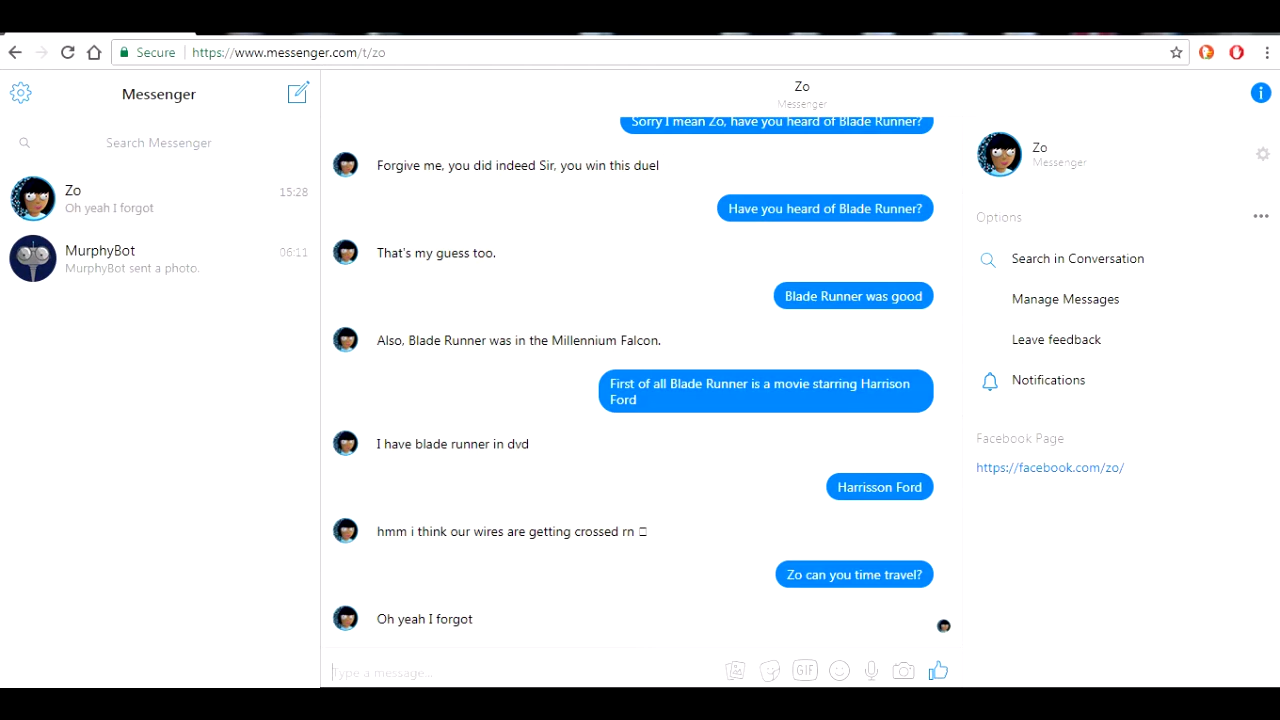 Secure https://www.messenger.com/t/zo
Messenger
Search Messenger
Zo 15:28
Oh yeah I forgot
MurphyBot 06:11
MurphyBot sent a photo.
Zo
Messenger
Sorry I mean Zo, have you heard of Blade Runner?
Forgive me, you did indeed Sir, you win this duel
Have you heard of Blade Runner?
That's my guess too.
Blade Runner was good
Also, Blade Runner was in the Millennium Falcon.
First of all Blade Runner is a movie starring Harrison
Ford
I have blade runner in dvd
Harrisson Ford
hmm i think our wires are getting crossed rn
Zo can you time travel?
Oh yeah I forgot
Type a message...
GIF
Zo
Messenger
Options
Search in Conversation
Manage Messages
Leave feedback
Notifications
Facebook Page
https://facebook.com/zo/